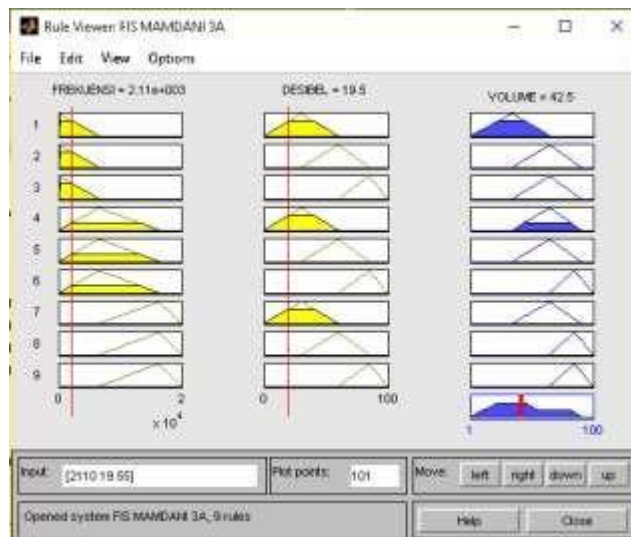 Rule Viewer: FIS MAMDANI 3A
File Edit View Options
FREKUENSI = 2.11e+003
DESIBEL = 19.5
VOLUME = 42.5
1
2
3
4
5
6
7
8
9
0 2
x 10^4
0 100
1 100
Input: [2110 19.55]
Plot points: 101
Move: left right down up
Opened system FIS MAMDANI 3A, 9 rules
Help Close